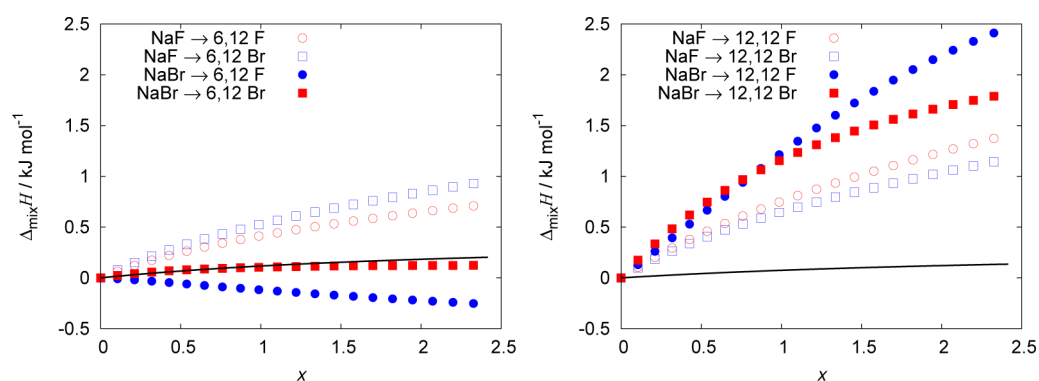 2.5
2
1.5
1
0.5
0
-0.5
Δmix H / kJ mol⁻¹
NaF → 6,12 F
NaF → 6,12 Br
NaBr → 6,12 F
NaBr → 6,12 Br
0 0.5 1 1.5 2 2.5
x
2.5
2
1.5
1
0.5
0
-0.5
Δmix H / kJ mol⁻¹
NaF → 12,12 F
NaF → 12,12 Br
NaBr → 12,12 F
NaBr → 12,12 Br
0 0.5 1 1.5 2 2.5
x